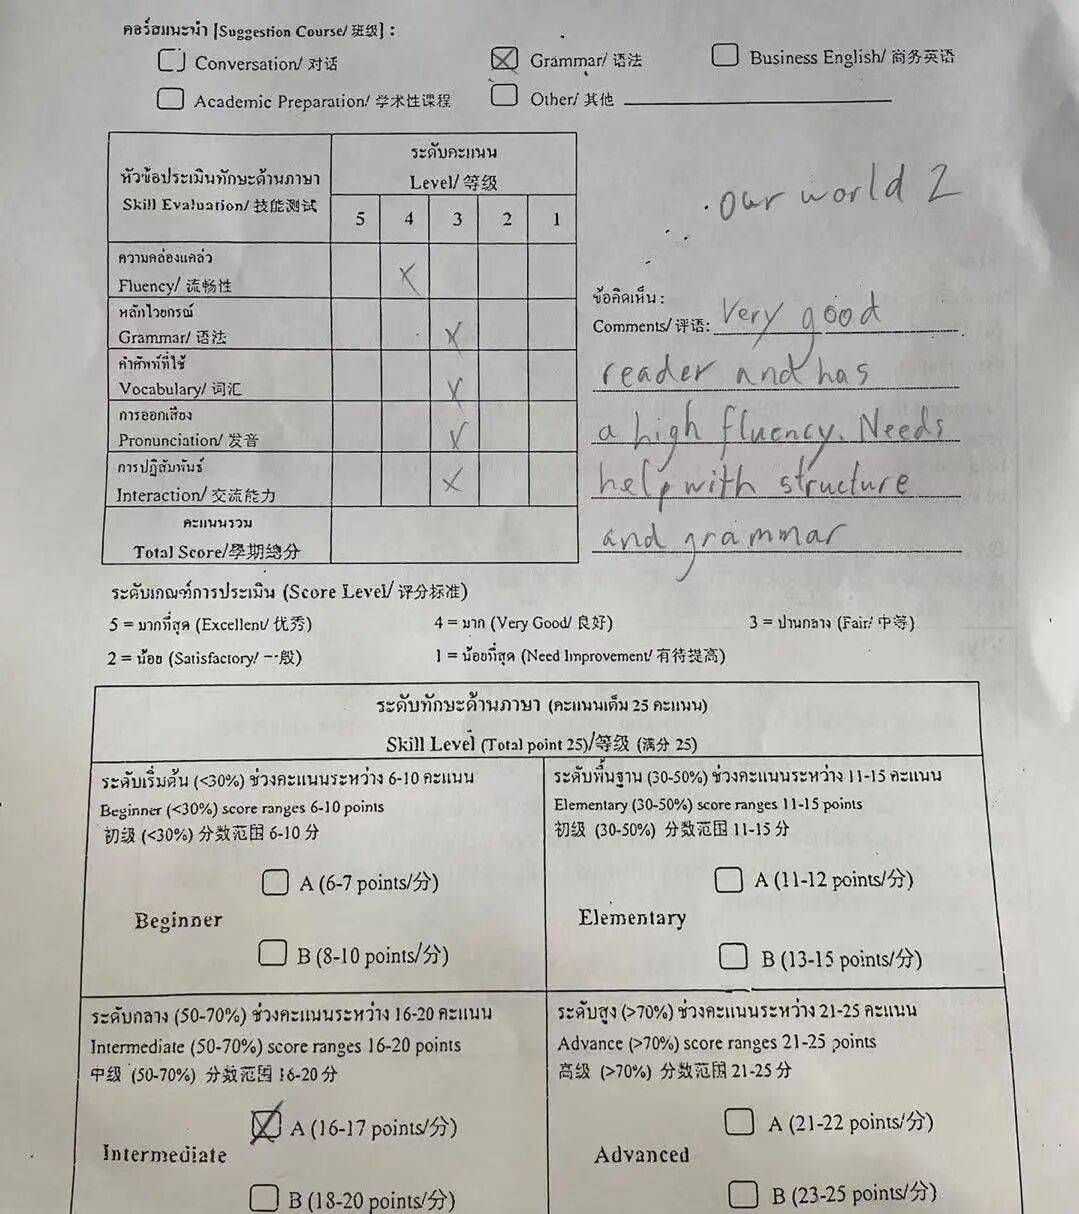 คอร์สแนะนำ [Suggestion Course/ 班级] :
Conversation/ 对话
Grammar/ 语法
Business English/ 商务英语
Academic Preparation/ 学术性课程
Other/ 其他
หัวข้อประเมินทักษะด้านภาษา
Skill Evaluation/ 技能测试
ระดับคะแนน
Level/ 等级
5 4 3 2 1
ความคล่องแคล่ว
Fluency/ 流畅性
หลักไวยกรณ์
Grammar/ 语法
คำศัพท์ที่ใช้
Vocabulary/ 词汇
การออกเสียง
Pronunciation/ 发音
การปฏิสัมพันธ์
Interaction/ 交流能力
คะแนนรวม
Total Score/學期總分
our world 2
ข้อคิดเห็น :
Comments/ 评语: Very good
reader and has
a high fluency. Needs
help with structure
and grammar
ระดับเกณฑ์การประเมิน (Score Level/ 评分标准)
5 = มากที่สุด (Excellent/ 优秀) 4 = มาก (Very Good/ 良好) 3 = ปานกลาง (Fair/ 中等)
2 = น้อย (Satisfactory/ 一般) 1 = น้อยที่สุด (Need Improvement/ 有待提高)
ระดับทักษะด้านภาษา (คะแนนเต็ม 25 คะแนน)
Skill Level (Total point 25)/等级 (满分 25)
ระดับเริ่มต้น (<30%) ช่วงคะแนนระหว่าง 6-10 คะแนน
Beginner (<30%) score ranges 6-10 points
初级 (<30%) 分数范围 6-10 分
A (6-7 points/分)
Beginner
B (8-10 points/分)
ระดับพื้นฐาน (30-50%) ช่วงคะแนนระหว่าง 11-15 คะแนน
Elementary (30-50%) score ranges 11-15 points
初级 (30-50%) 分数范围 11-15 分
A (11-12 points/分)
Elementary
B (13-15 points/分)
ระดับกลาง (50-70%) ช่วงคะแนนระหว่าง 16-20 คะแนน
Intermediate (50-70%) score ranges 16-20 points
中级 (50-70%) 分数范围 16-20 分
A (16-17 points/分)
Intermediate
B (18-20 points/分)
ระดับสูง (>70%) ช่วงคะแนนระหว่าง 21-25 คะแนน
Advance (>70%) score ranges 21-25 points
高级 (>70%) 分数范围 21-25 分
A (21-22 points/分)
Advanced
B (23-25 points/分)